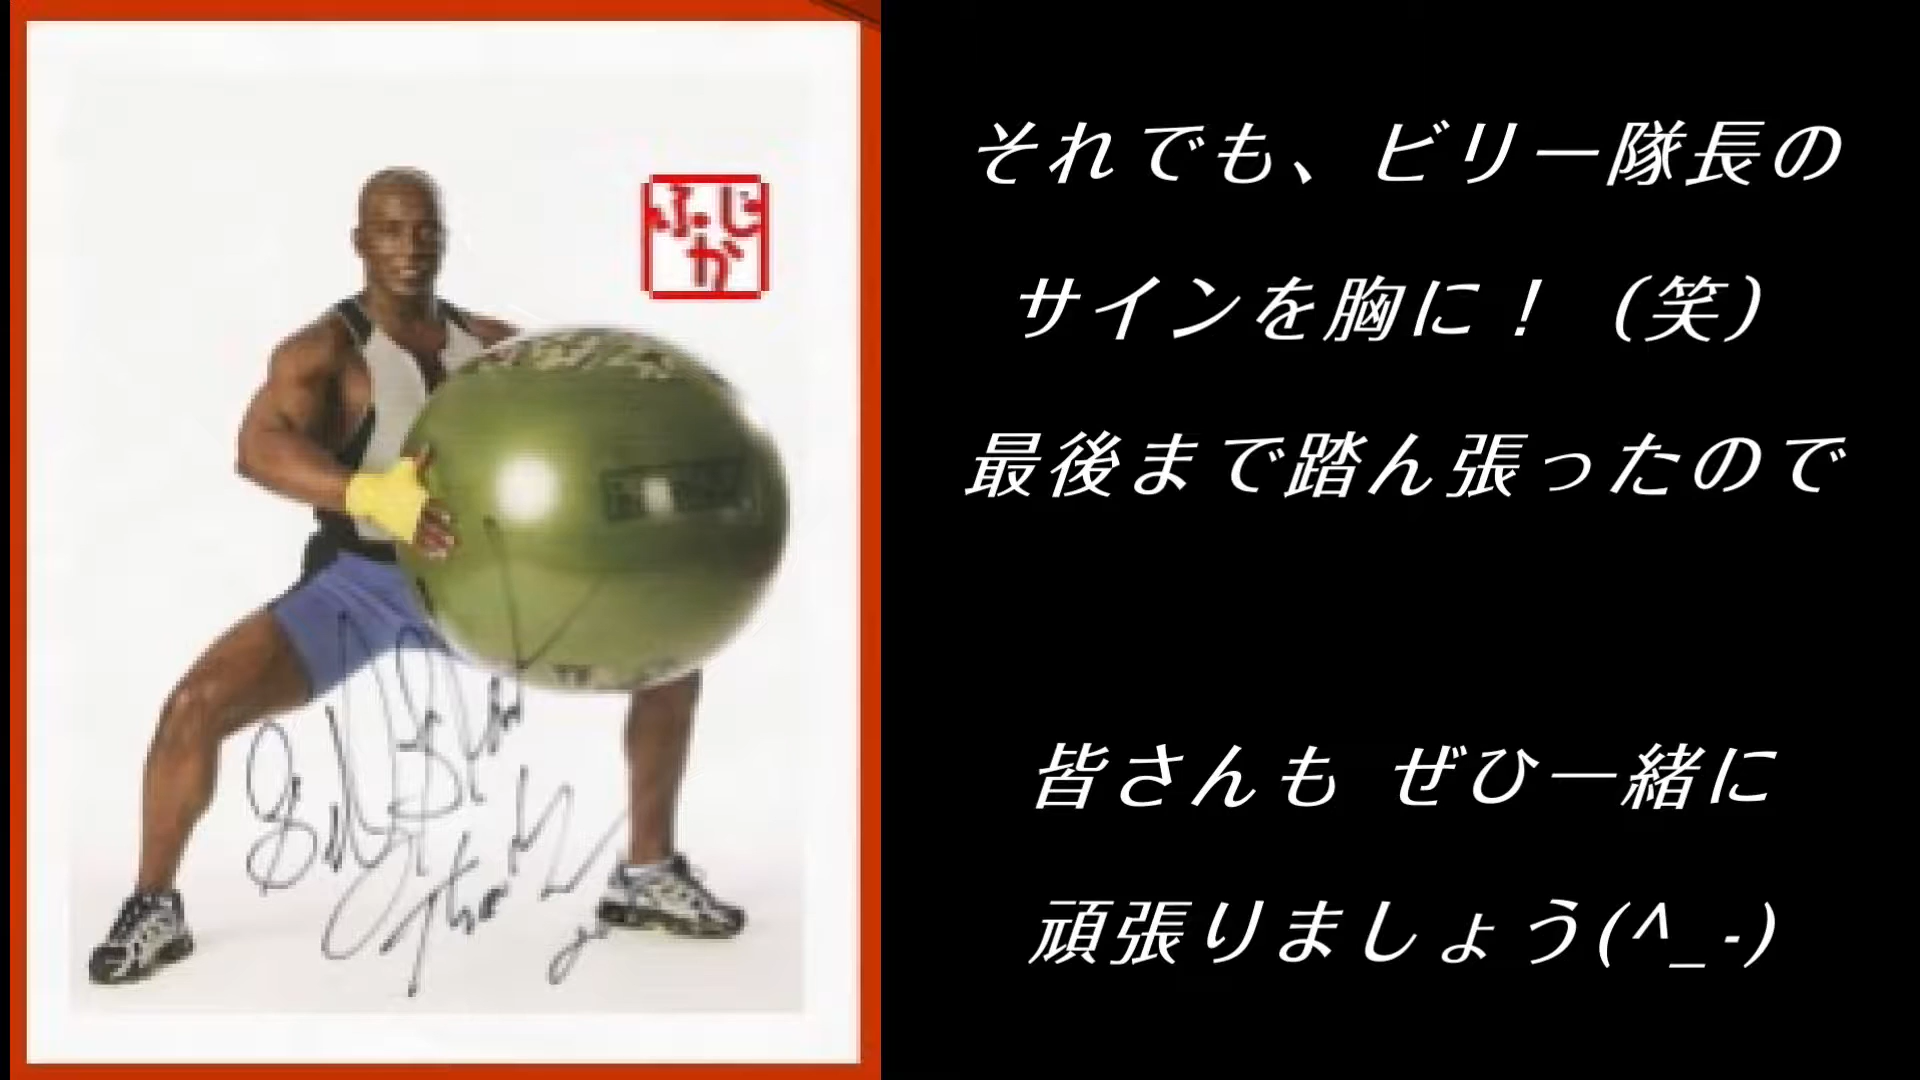 ふじ
か
それでも、ビリー隊長の
サインを胸に！（笑）
最後まで踏ん張ったので
皆さんも ぜひ一緒に
頑張りましょう(^_-)